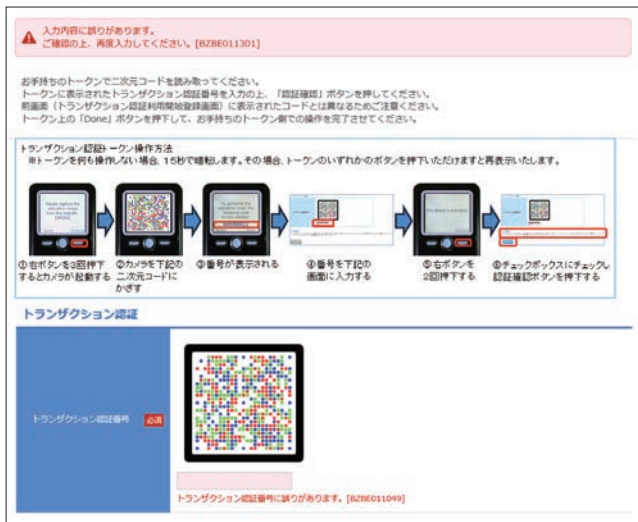 入力内容に誤りがあります。
ご確認の上、再度入力してください。[BZBE011301]
お手持ちのトークンで二次元コードを読み取ってください。
トークンに表示されたトランザクション認証番号を入力の上、「認証確認」ボタンを押してください。
前画面（トランザクション認証利用開始登録画面）に表示されたコードとは異なるためご注意ください。
トークン上の「Done」ボタンを押下して、お手持ちのトークン側での操作を完了させてください。
トランザクション認証トークン操作方法
※トークンを何も操作しない場合、15秒で暗転します。その場合、トークンのいずれかのボタンを押下いただけますと再表示いたします。
①右ボタンを3回押下
するとカメラが起動する
②カメラを下記の
二次元コードに
かざす
③番号が表示される
④番号を下記の
画面に入力する
⑤右ボタンを
2回押下する
⑥チェックボックスにチェックし
認証確認ボタンを押下する
トランザクション認証
トランザクション認証番号 必須
トランザクション認証番号に誤りがあります。[BZBE011049]